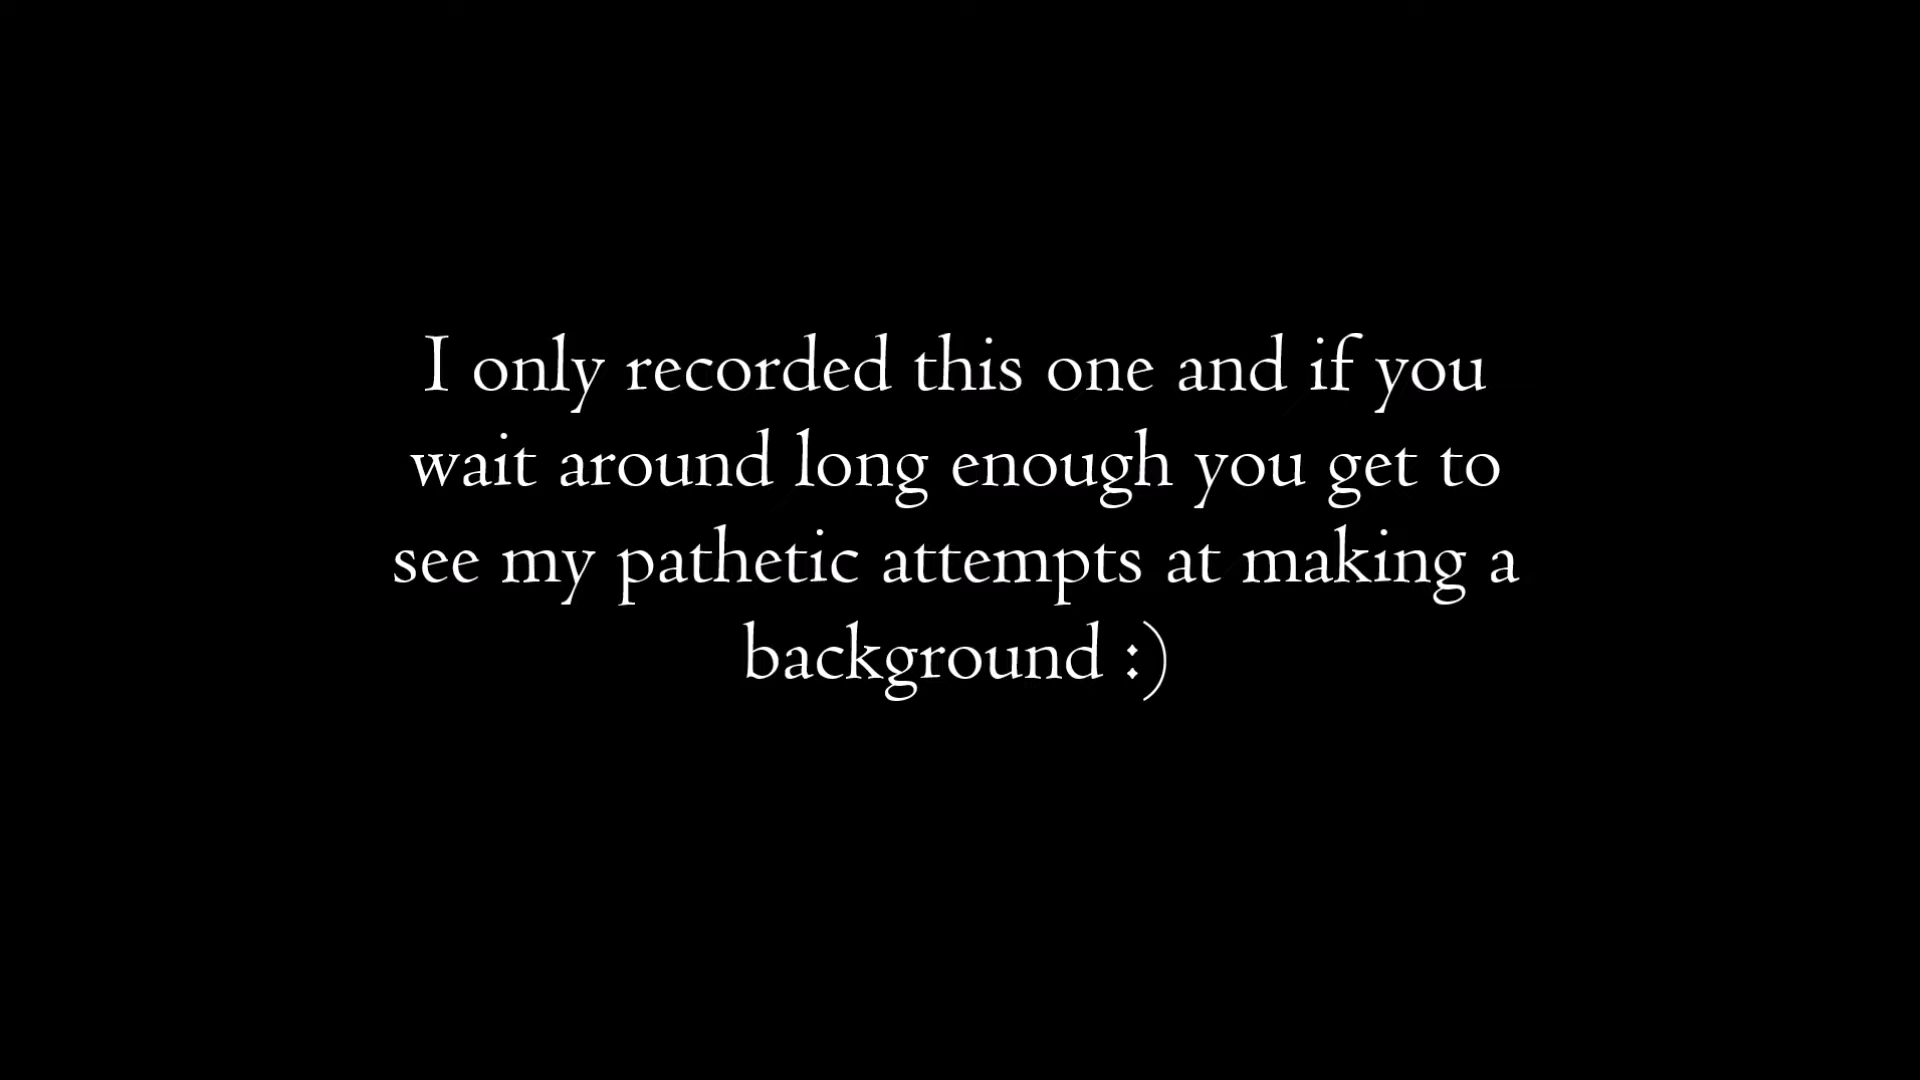 I only recorded this one and if you
wait around long enough you get to
see my pathetic attempts at making a
background :)